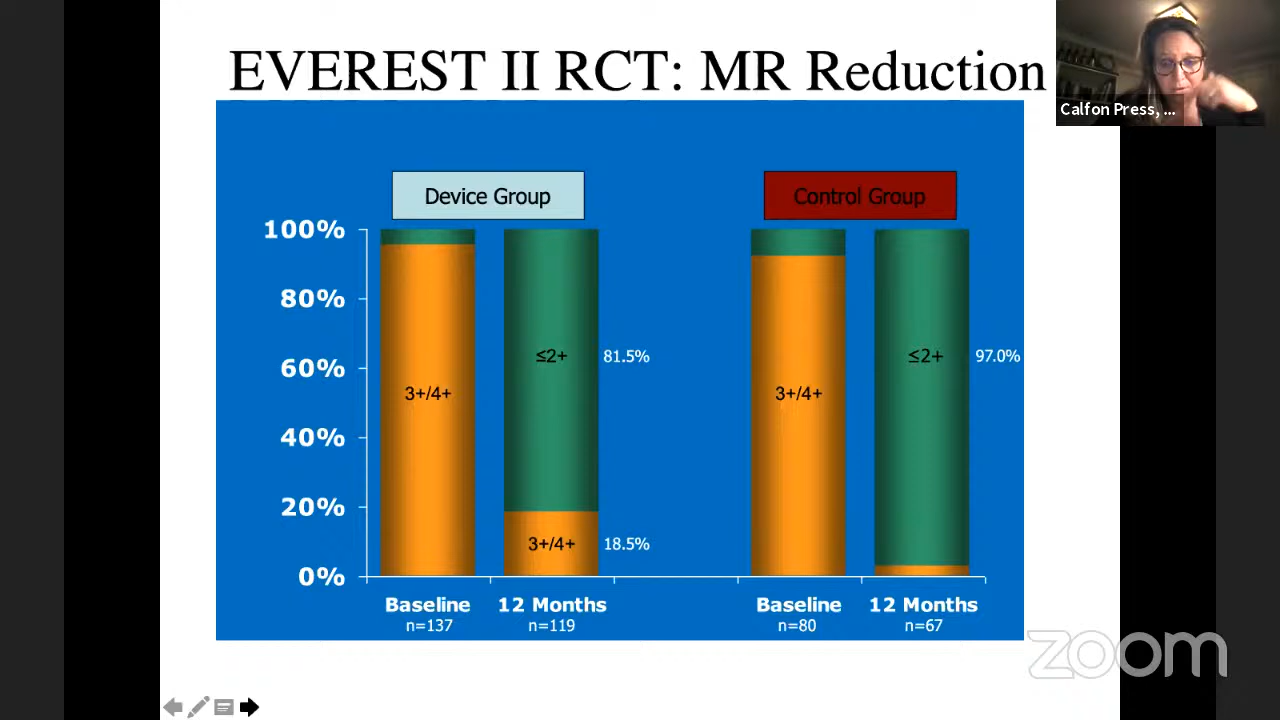 EVEREST II RCT: MR Reduction
Calfon Press, ...
Device Group
Control Group
100%
80%
60%
40%
20%
0%
3+/4+
≤2+
81.5%
3+/4+
18.5%
3+/4+
≤2+
97.0%
Baseline
n=137
12 Months
n=119
Baseline
n=80
12 Months
n=67
zoom